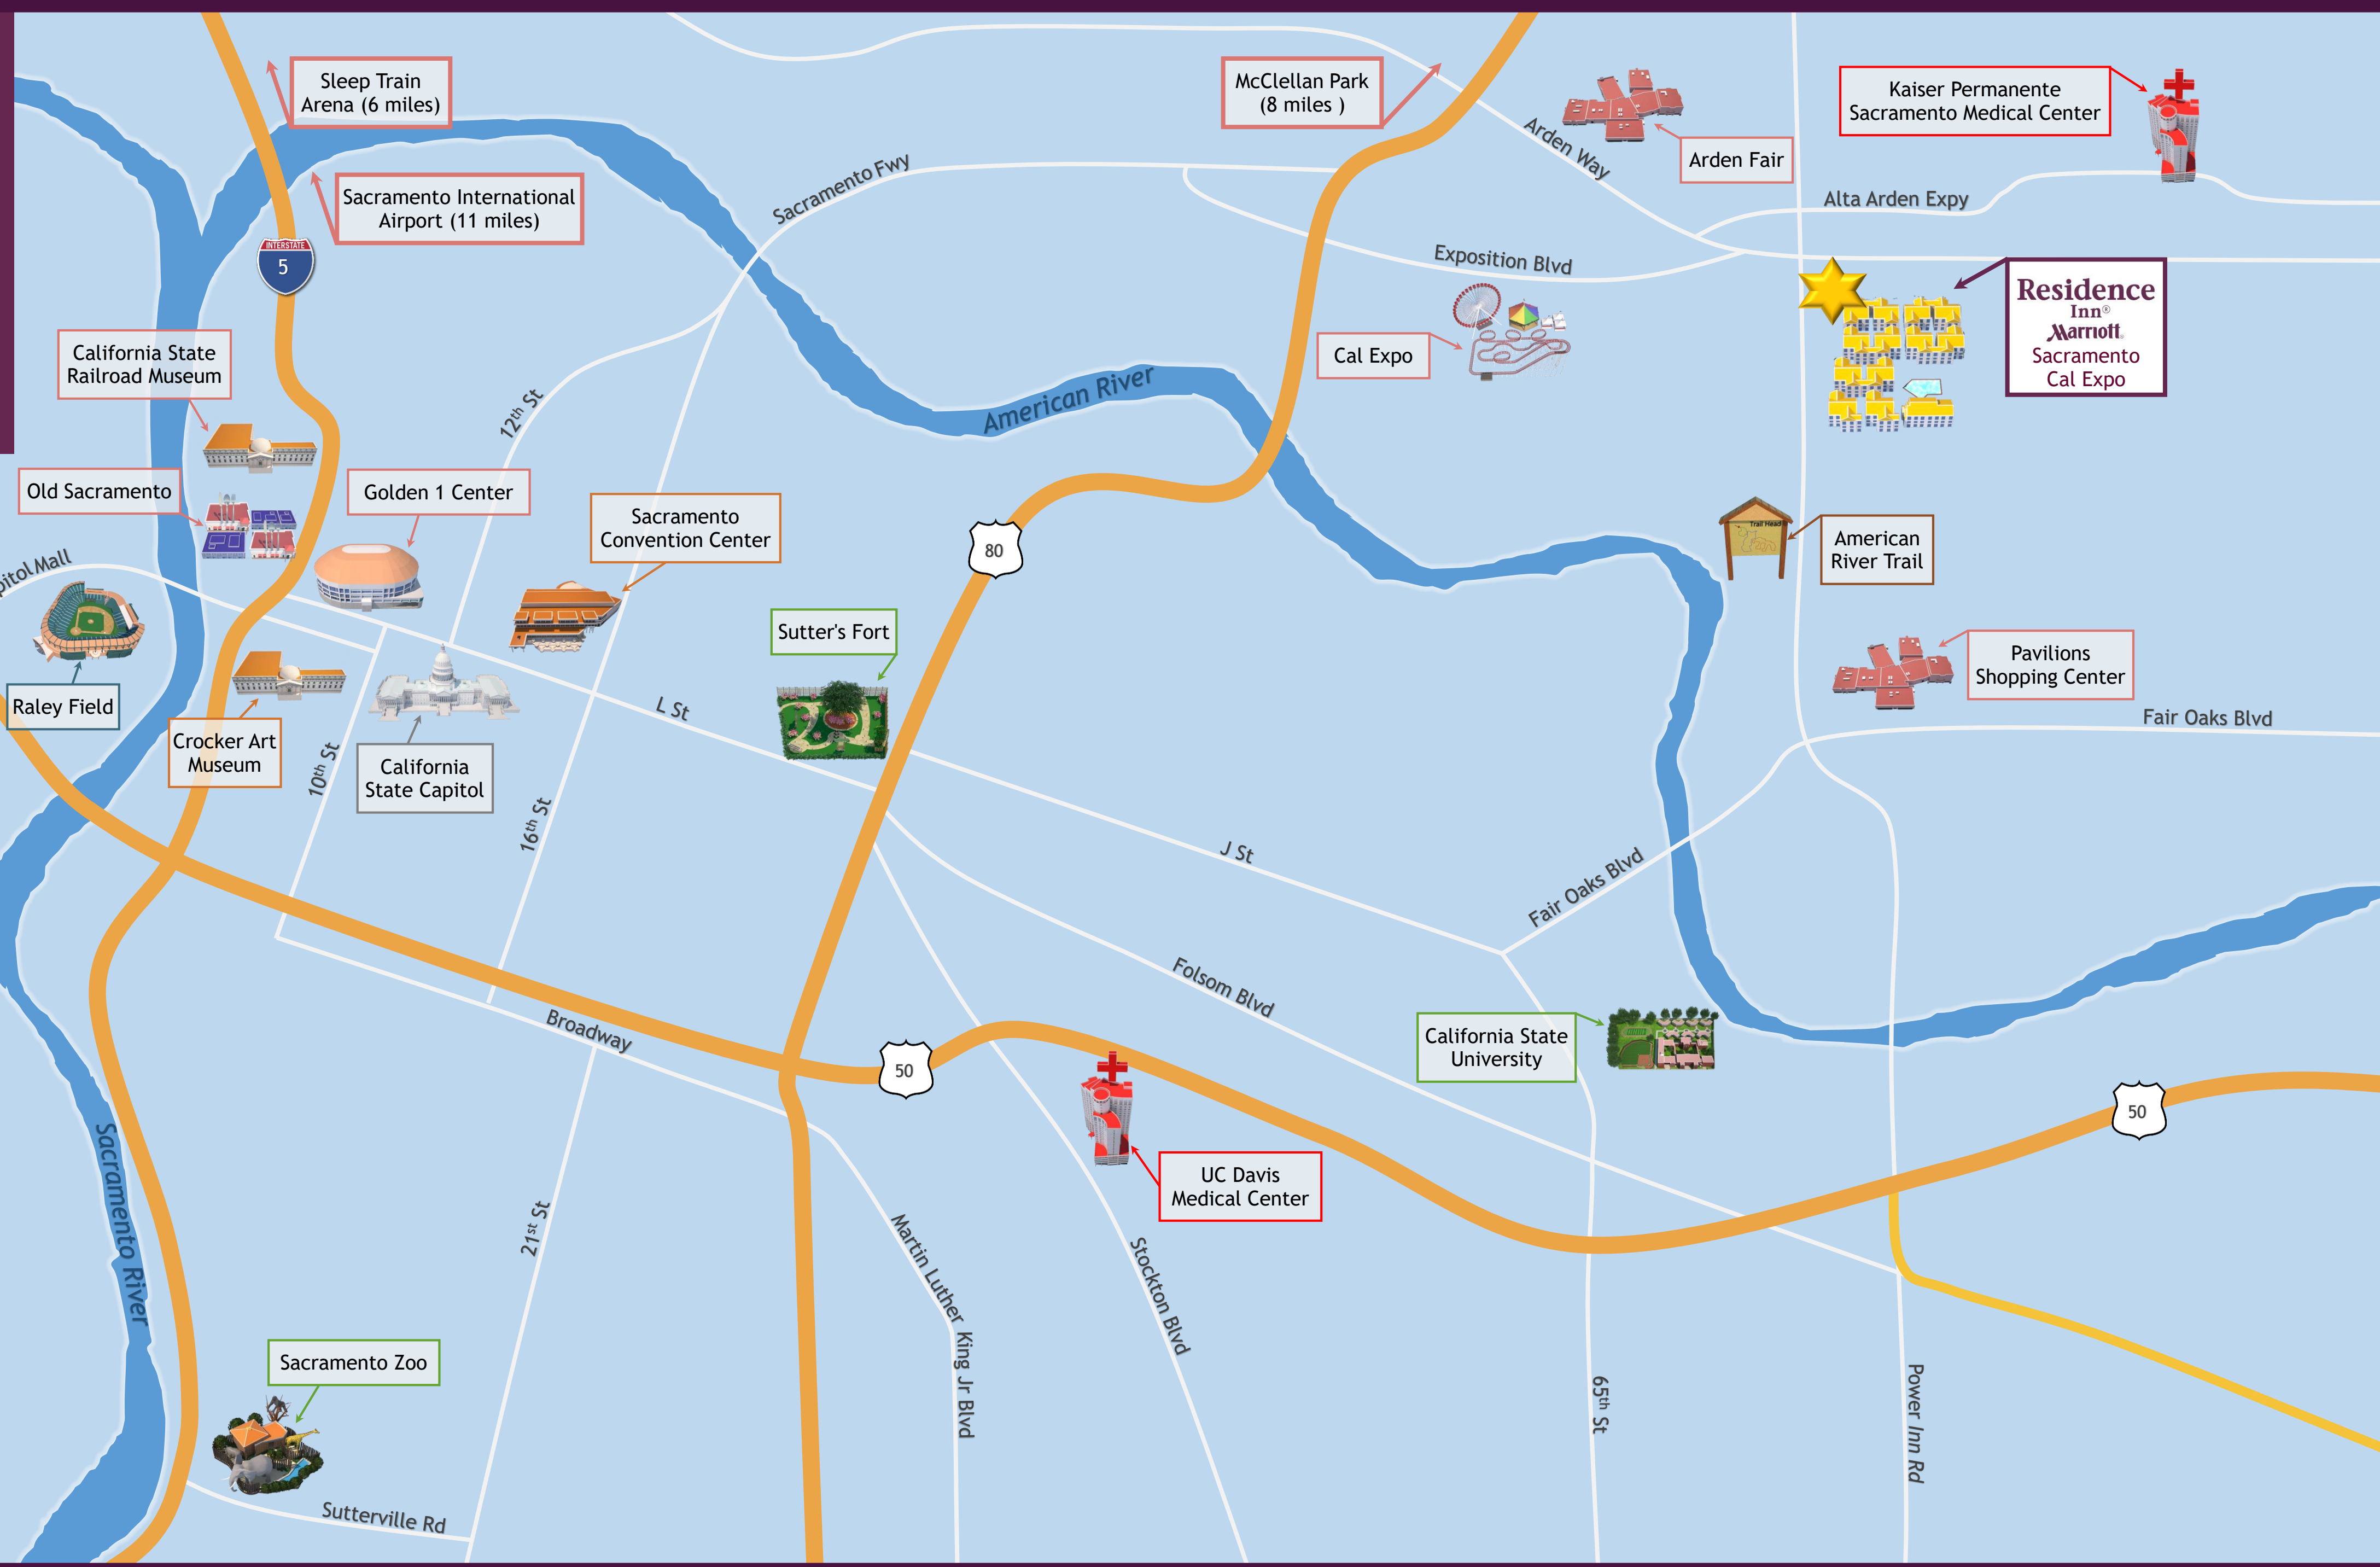 Sleep Train
Arena (6 miles)
McClellan Park
(8 miles )
Kaiser Permanente
Sacramento Medical Center
Arden Way
Arden Fair
Sacramento Fwy
Sacramento International
Airport (11 miles)
Alta Arden Expy
INTERSTATE
5
Exposition Blvd
Residence
Inn®
Marriott
Sacramento
Cal Expo
California State
Railroad Museum
Cal Expo
12th St
American River
Old Sacramento
Golden 1 Center
Sacramento
Convention Center
80
Trail Head
American
River Trail
pitol Mall
Sutter's Fort
Raley Field
Pavilions
Shopping Center
L St
Fair Oaks Blvd
Crocker Art
Museum
10th St
California
State Capitol
16th St
J St
Fair Oaks Blvd
Folsom Blvd
Broadway
California State
University
50
50
Sacramento River
UC Davis
Medical Center
21st St
Martin Luther King Jr Blvd
Stockton Blvd
Sacramento Zoo
65th St
Power Inn Rd
Sutterville Rd